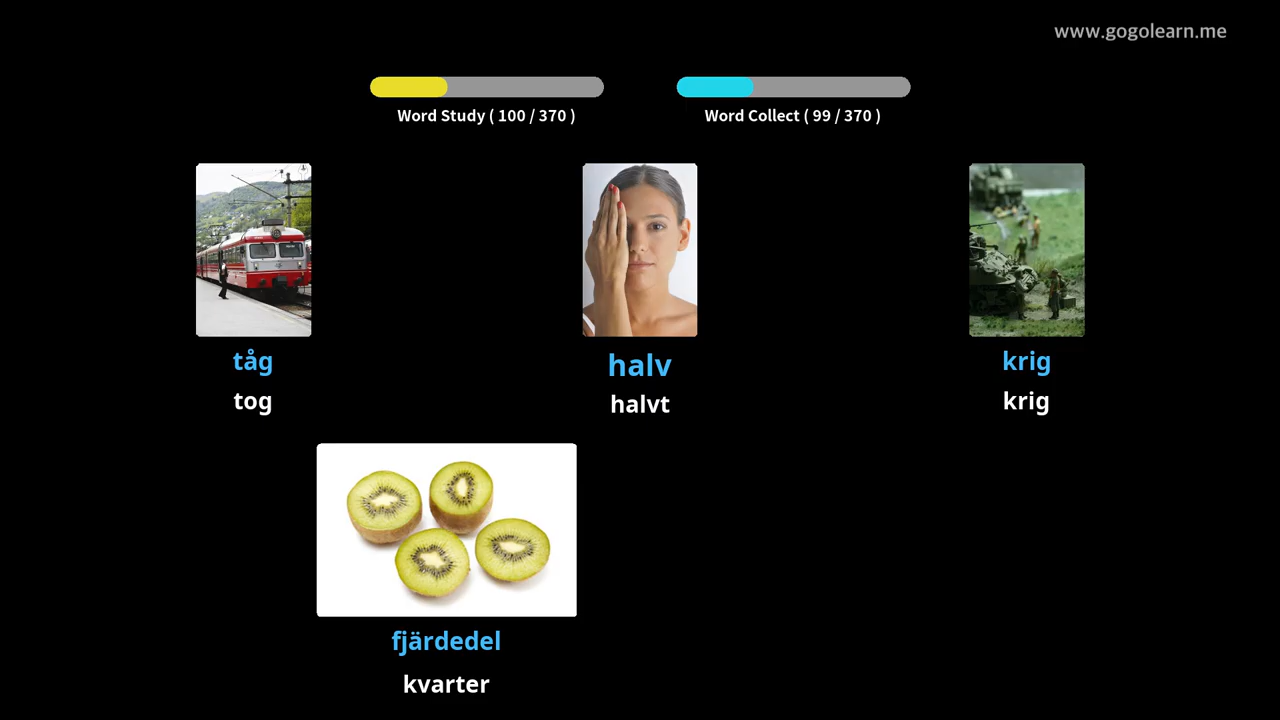 www.gogolearn.me
Word Study ( 100 / 370 )
Word Collect ( 99 / 370 )
tåg
tog
halv
halvt
krig
krig
fjärdedel
kvarter